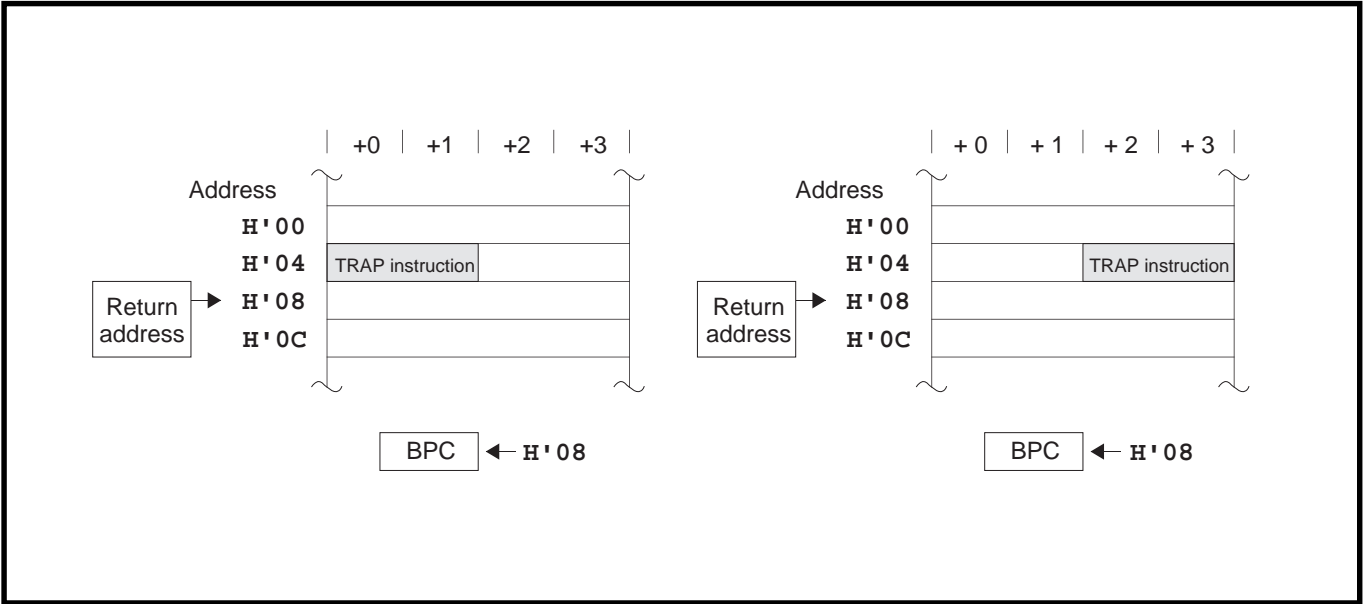 +0 +1 +2 +3
Address
H'00
H'04 TRAP instruction
Return
address
H'08
H'0C
BPC H'08
+ 0 + 1 + 2 + 3
Address
H'00
H'04 TRAP instruction
Return
address
H'08
H'0C
BPC H'08